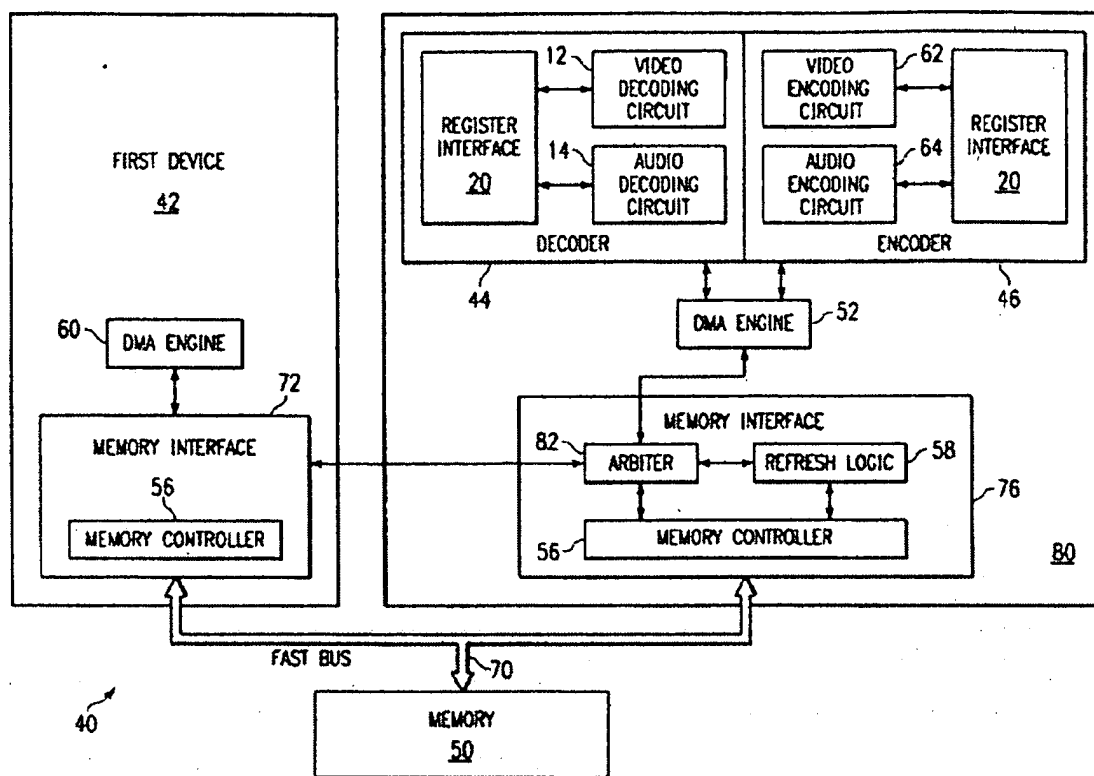 FIRST DEVICE
42
60
DMA ENGINE
72
MEMORY INTERFACE
56
MEMORY CONTROLLER
12
VIDEO
DECODING
CIRCUIT
REGISTER
INTERFACE
20
14
AUDIO
DECODING
CIRCUIT
DECODER
44
VIDEO
ENCODING
CIRCUIT
62
AUDIO
ENCODING
CIRCUIT
64
REGISTER
INTERFACE
20
ENCODER
46
DMA ENGINE
52
MEMORY INTERFACE
82
ARBITER
REFRESH LOGIC
58
56
MEMORY CONTROLLER
76
80
FAST BUS
70
40
MEMORY
50